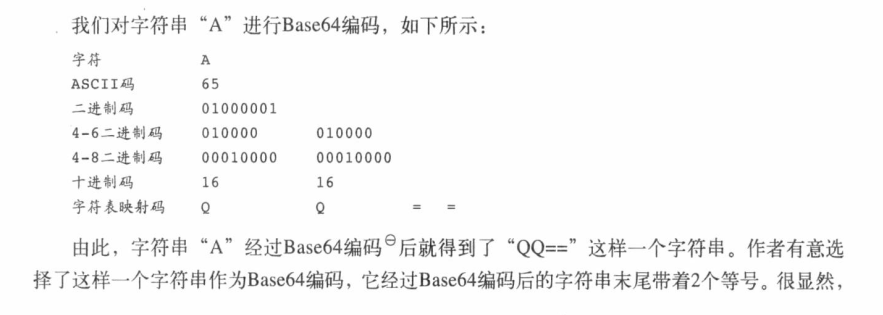 我们对字符串“A”进行Base64编码，如下所示：
字符 A
ASCII码 65
二进制码 01000001
4-6二进制码 010000 010000
4-8二进制码 00010000 00010000
十进制码 16 16
字符表映射码 Q Q = =
由此，字符串“A”经过Base64编码㊀后就得到了“QQ==”这样一个字符串。作者有意选
择了这样一个字符串作为Base64编码，它经过Base64编码后的字符串末尾带着2个等号。很显然，